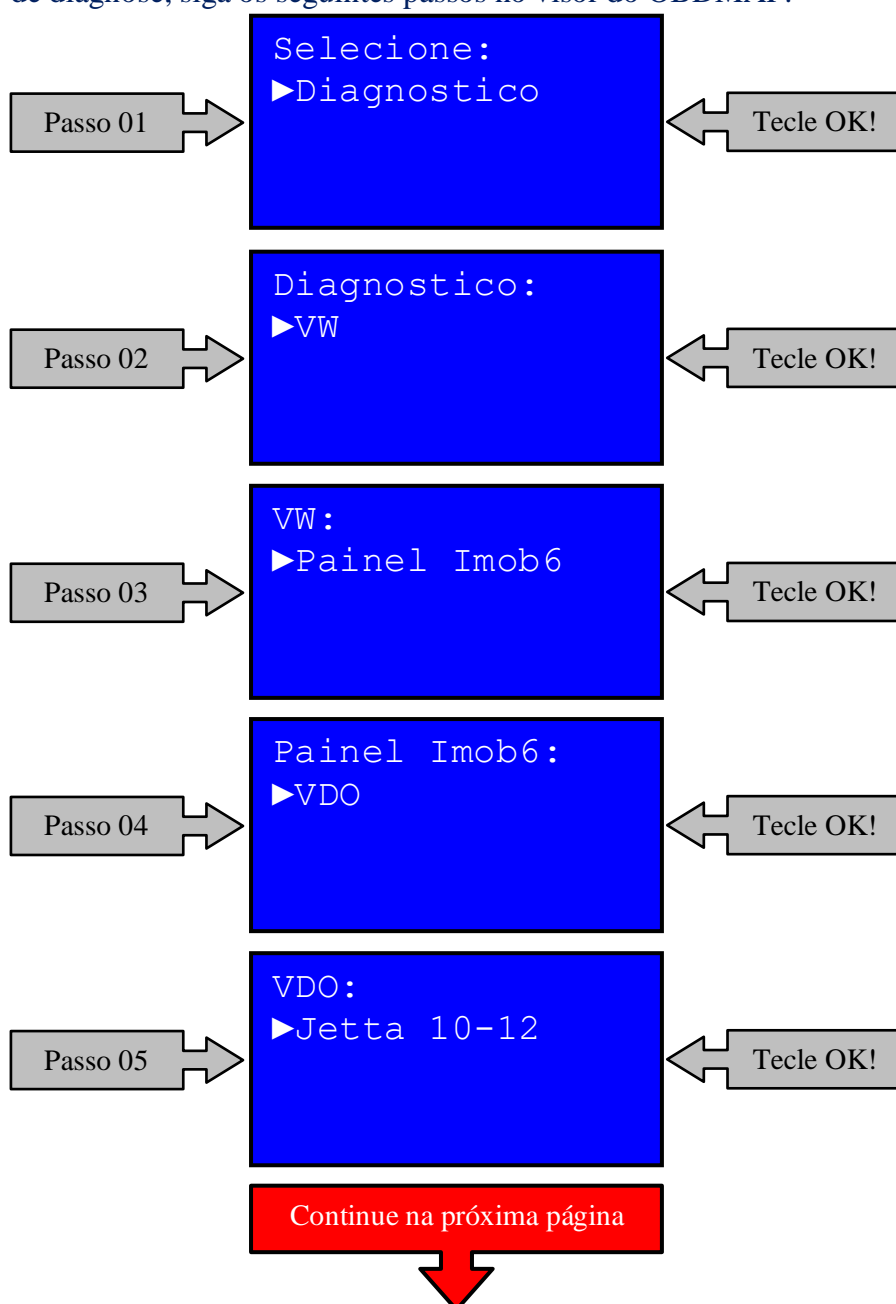 de diagnose, siga os seguintes passos no visor do OBDMAP:
Selecione:
►Diagnostico
Passo 01
Tecle OK!
Diagnostico:
►VW
Passo 02
Tecle OK!
VW:
►Painel Imob6
Passo 03
Tecle OK!
Painel Imob6:
►VDO
Passo 04
Tecle OK!
VDO:
►Jetta 10-12
Passo 05
Tecle OK!
Continue na próxima página